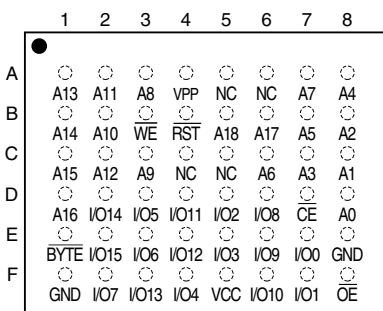 1 2 3 4 5 6 7 8
A
A13 A11 A8 VPP NC NC A7 A4
B
A14 A10 WE RST A18 A17 A5 A2
C
A15 A12 A9 NC NC A6 A3 A1
D
A16 I/O14 I/O5 I/O11 I/O2 I/O8 CE A0
E
BYTE I/O15 I/O6 I/O12 I/O3 I/O9 I/O0 GND
F
GND I/O7 I/O13 I/O4 VCC I/O10 I/O1 OE